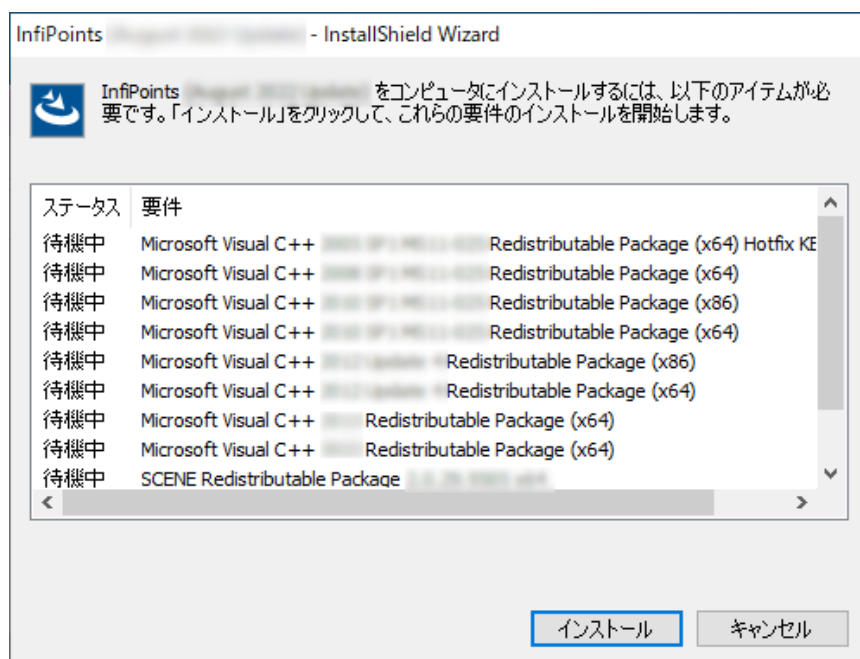 InfiPoints - InstallShield Wizard
InfiPoints をコンピュータにインストールするには、以下のアイテムが必
要です。「インストール」をクリックして、これらの要件のインストールを開始します。
ステータス 要件
待機中 Microsoft Visual C++ Redistributable Package (x64) Hotfix KE
待機中 Microsoft Visual C++ Redistributable Package (x64)
待機中 Microsoft Visual C++ Redistributable Package (x86)
待機中 Microsoft Visual C++ Redistributable Package (x64)
待機中 Microsoft Visual C++ Redistributable Package (x86)
待機中 Microsoft Visual C++ Redistributable Package (x64)
待機中 Microsoft Visual C++ Redistributable Package (x64)
待機中 Microsoft Visual C++ Redistributable Package (x64)
待機中 SCENE Redistributable Package
インストール キャンセル